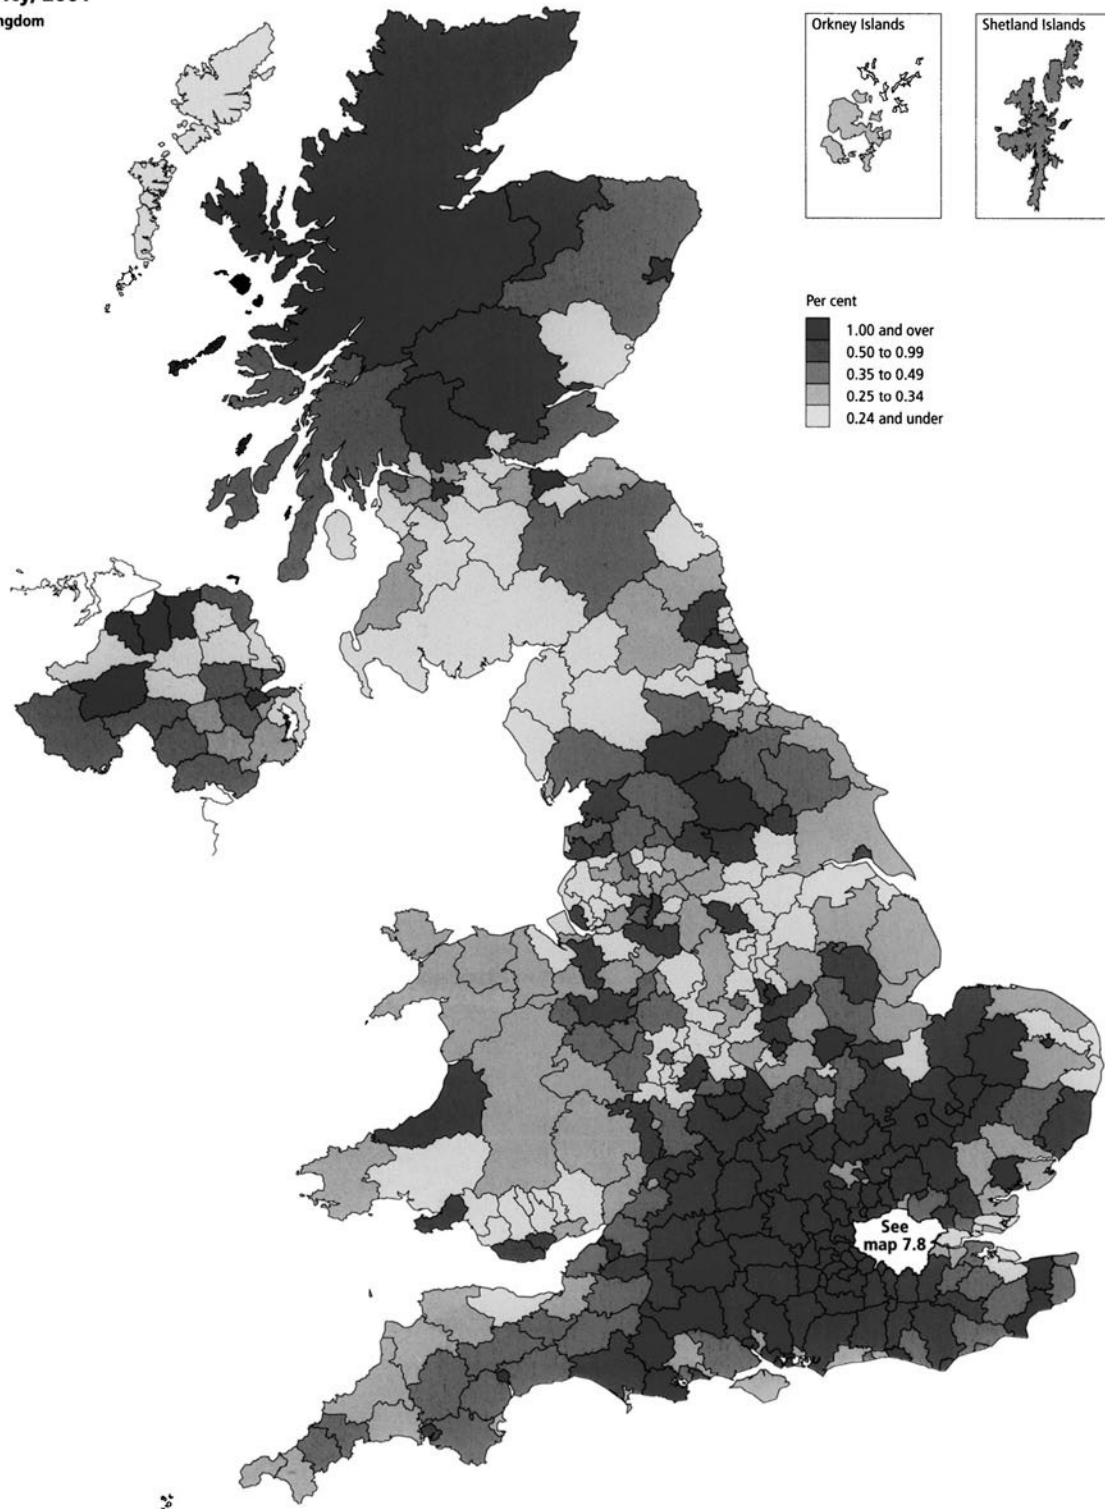 ngdom
Orkney Islands
Shetland Islands
Per cent
1.00 and over
0.50 to 0.99
0.35 to 0.49
0.25 to 0.34
0.24 and under
See
map 7.8